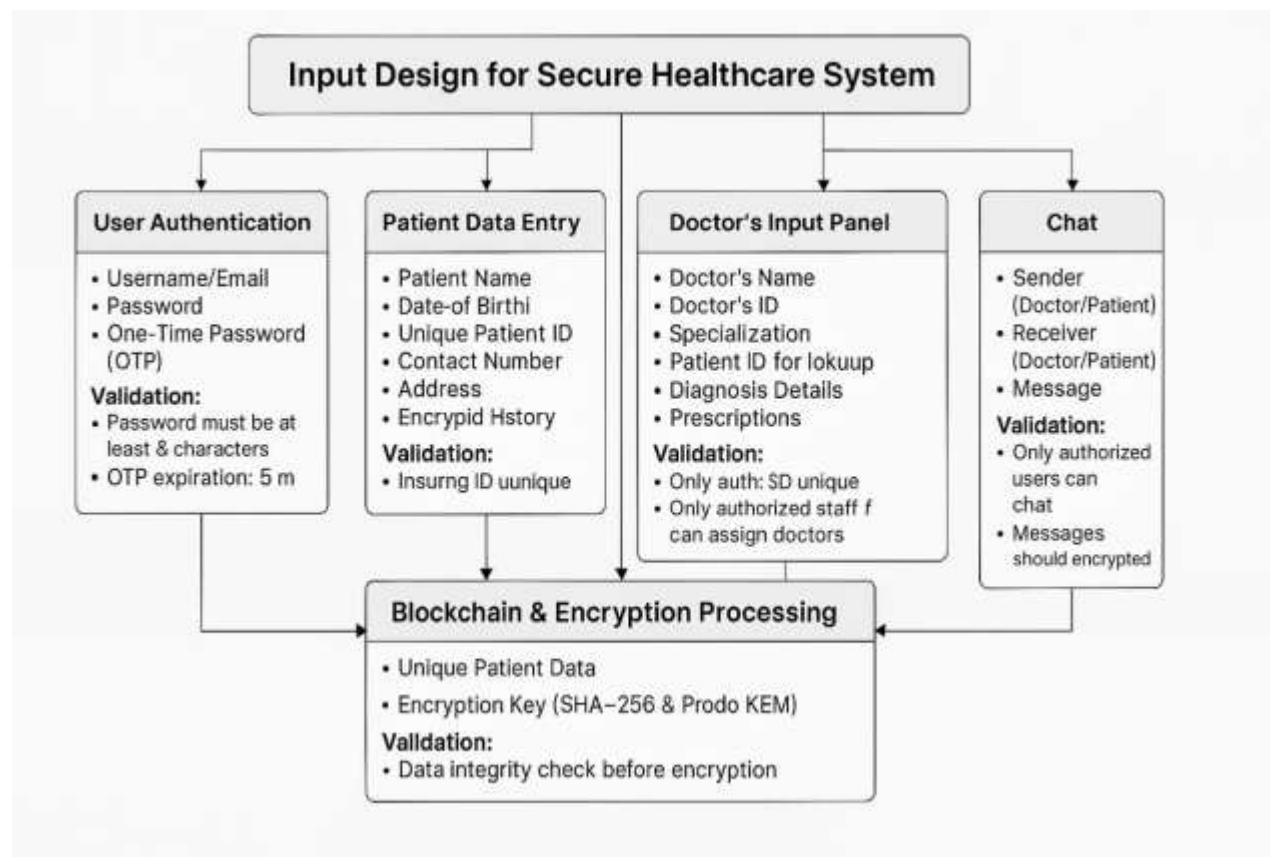 Input Design for Secure Healthcare System
User Authentication
• Username/Email
• Password
• One-Time Password
(OTP)
Validation:
• Password must be at
least & characters
• OTP expiration: 5 m
Patient Data Entry
• Patient Name
• Date-of Birthi
• Unique Patient ID
• Contact Number
• Address
• Encrypid Hstory
Validation:
• Insurng ID uunique
Doctor's Input Panel
• Doctor's Name
• Doctor's ID
• Specialization
• Patient ID for lokuup
• Diagnosis Details
• Prescriptions
Validation:
• Only auth: SD unique
• Only authorized staff f
can assign doctors
Chat
• Sender
(Doctor/Patient)
• Receiver
(Doctor/Patient)
• Message
Validation:
• Only authorized
users can
chat
• Messages
should encrypted
Blockchain & Encryption Processing
• Unique Patient Data
• Encryption Key (SHA–256 & Prodo KEM)
Valldation:
• Data integrity check before encryption